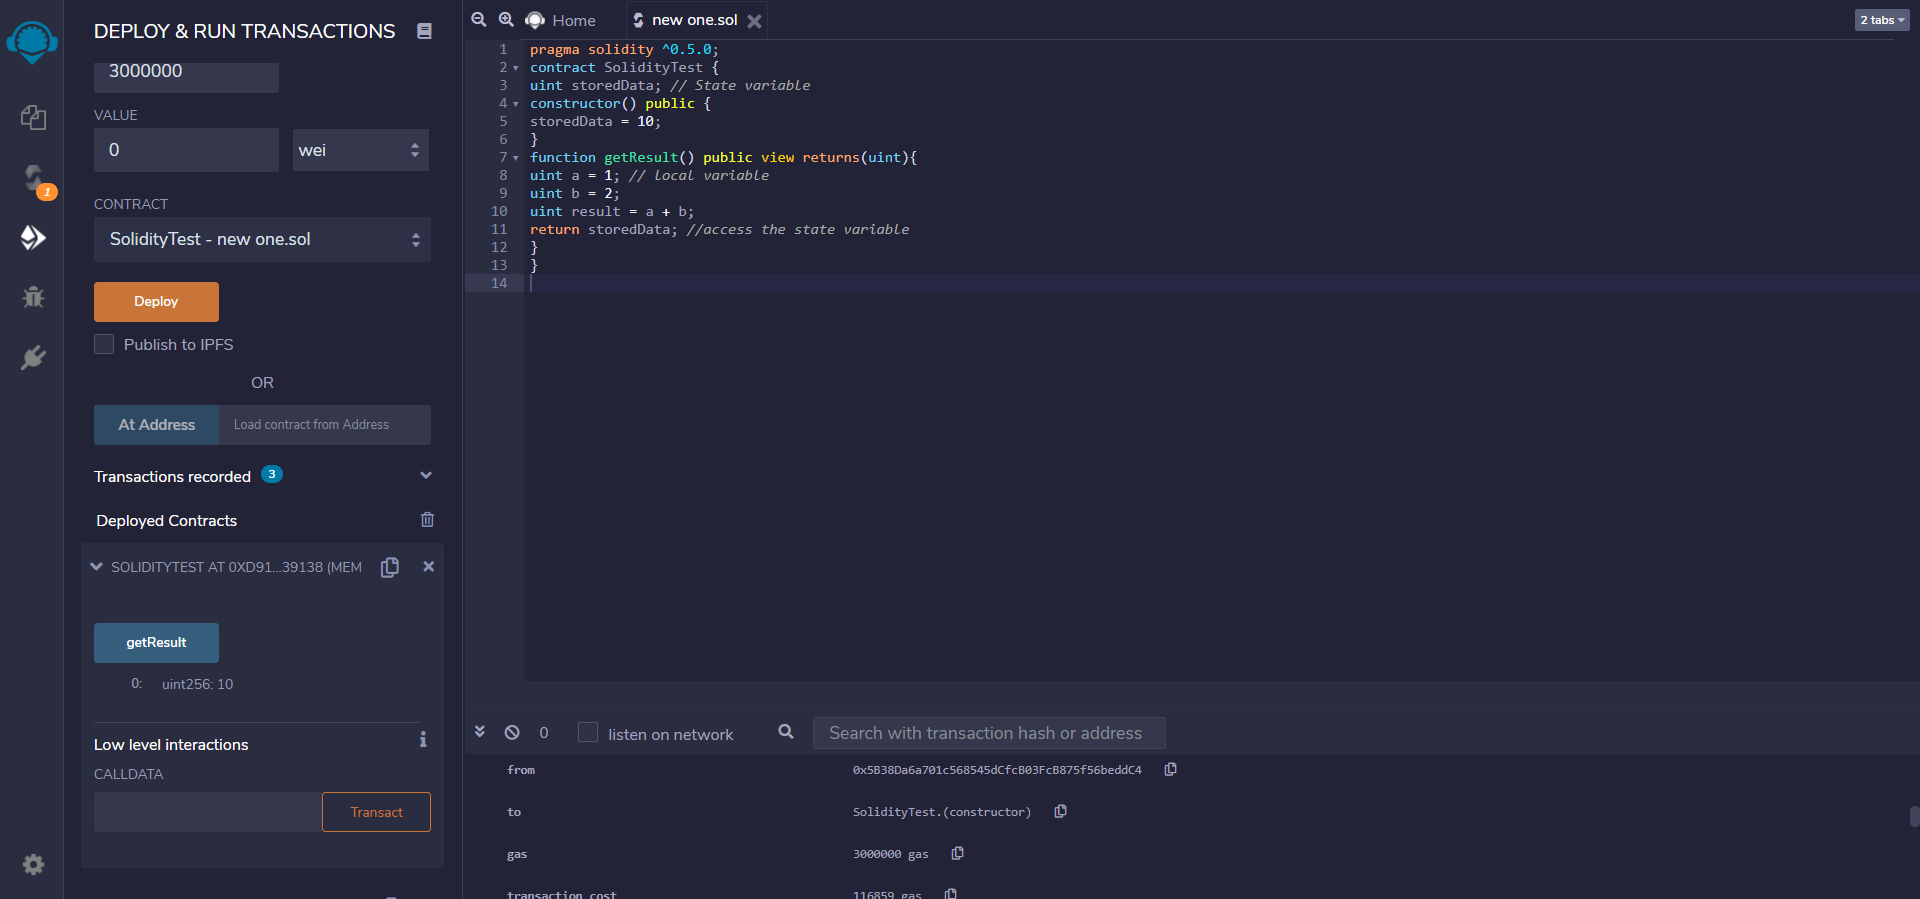 DEPLOY & RUN TRANSACTIONS
3000000
VALUE
0
wei
CONTRACT
SolidityTest - new one.sol
Deploy
Publish to IPFS
OR
At Address
Load contract from Address
Transactions recorded 3
Deployed Contracts
SOLIDITYTEST AT 0XD91...39138 (MEM
getResult
0: uint256: 10
Low level interactions
i
CALLDATA
Transact
1
Home
new one.sol
2 tabs
1 pragma solidity ^0.5.0;
2 contract SolidityTest {
3 uint storedData; // State variable
4 constructor() public {
5 storedData = 10;
6 }
7 function getResult() public view returns(uint){
8 uint a = 1; // local variable
9 uint b = 2;
10 uint result = a + b;
11 return storedData; //access the state variable
12 }
13 }
14
0
listen on network
Search with transaction hash or address
from 0x5B38Da6a701c568545dCfcB03FcB875f56beddC4
to SolidityTest.(constructor)
gas 3000000 gas
transaction cost 116859 gas